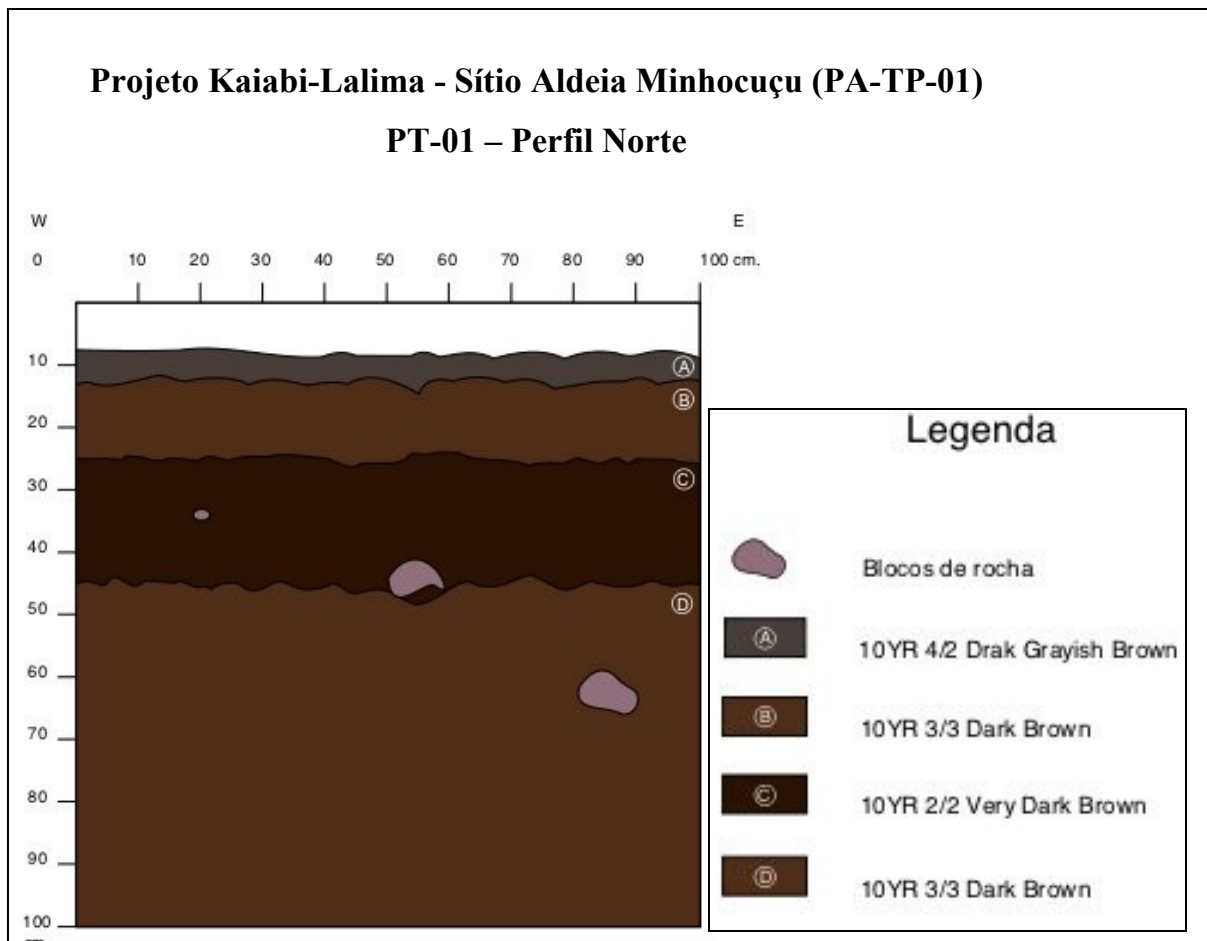 Projeto Kaiabi-Lalima - Sítio Aldeia Minhocuçu (PA-TP-01)
PT-01 – Perfil Norte
W E
0 10 20 30 40 50 60 70 80 90 100 cm.
10
20
30
40
50
60
70
80
90
100
A
B
C
D
Legenda
Blocos de rocha
A 10YR 4/2 Drak Grayish Brown
B 10YR 3/3 Dark Brown
C 10YR 2/2 Very Dark Brown
D 10YR 3/3 Dark Brown